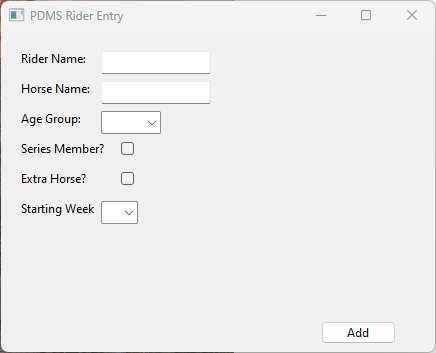 PDMS Rider Entry
Rider Name:
Horse Name:
Age Group:
Series Member?
Extra Horse?
Starting Week
Add